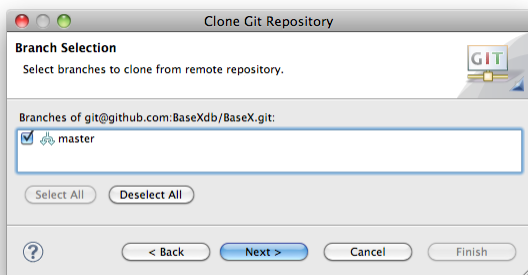 Clone Git Repository
Branch Selection
Select branches to clone from remote repository.
GIT
Branches of git@github.com:BaseXdb/BaseX.git:
master
Select All
Deselect All
?
< Back
Next >
Cancel
Finish